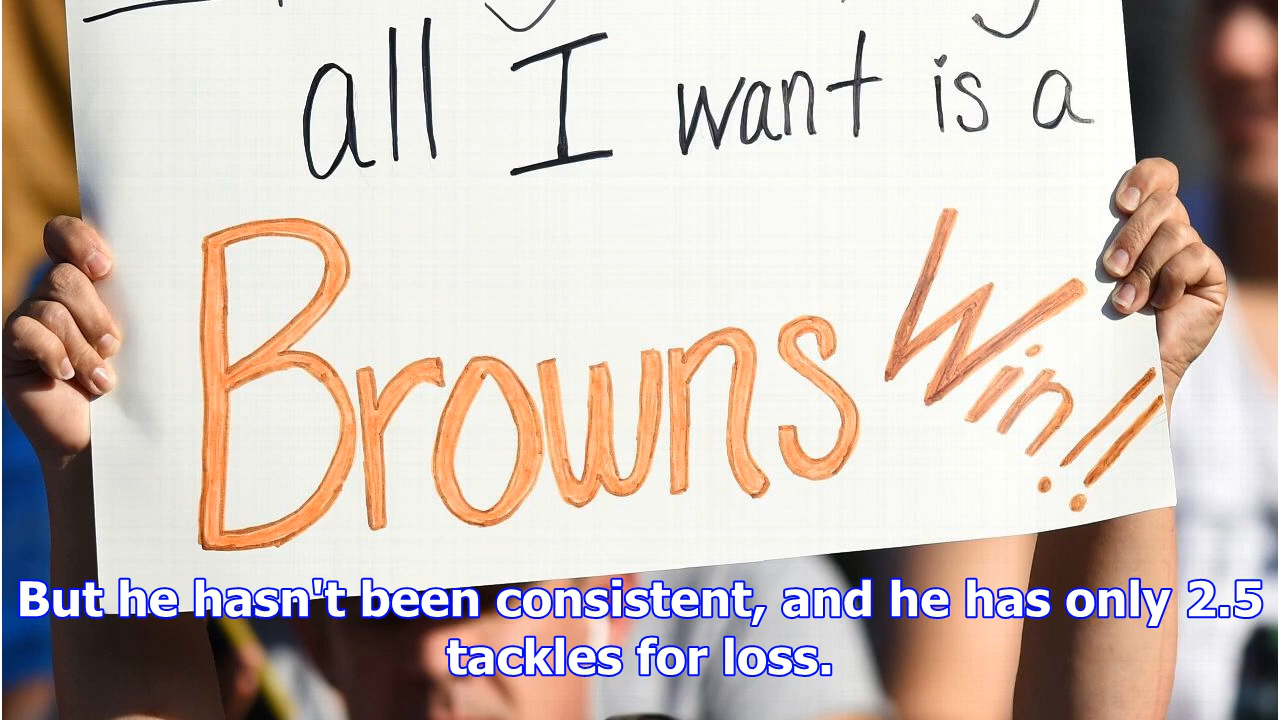 all I want is a
Browns Win!!
But he hasn't been consistent, and he has only 2.5
tackles for loss.